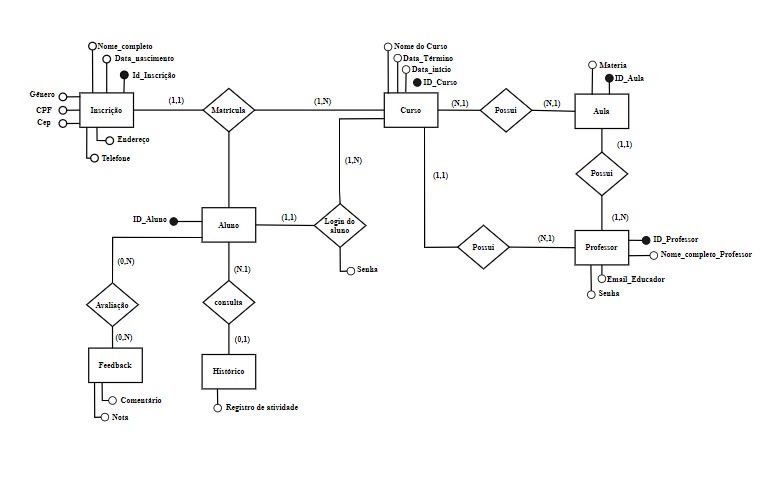 Nome_completo
Data_nascimento
Id_Inscrição
Gênero
CPF
Cep
Inscrição
Endereço
Telefone
(1,1)
Matrícula
(1,N)
Nome do Curso
Data_Término
Data_início
ID_Curso
Curso
(N,1)
Possui
(N,1)
Materia
ID_Aula
Aula
(1,1)
Possui
(1,N)
(1,N)
(1,1)
ID_Aluno
Aluno
(1,1)
Login do
aluno
Senha
Possui
(N,1)
Professor
ID_Professor
Nome_completo_Professor
Email_Educador
Senha
(0,N)
Avaliação
(0,N)
Feedback
Comentário
Nota
(N.1)
consulta
(0,1)
Histórico
Registro de atividade